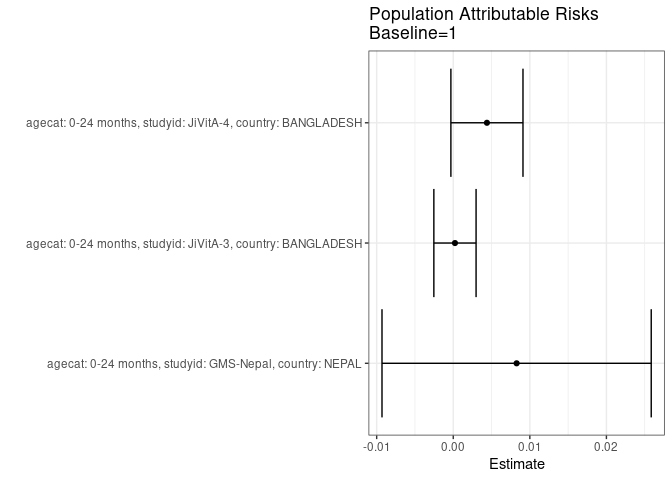 Population Attributable Risks
Baseline=1
agecat: 0-24 months, studyid: JiVitA-4, country: BANGLADESH
agecat: 0-24 months, studyid: JiVitA-3, country: BANGLADESH
agecat: 0-24 months, studyid: GMS-Nepal, country: NEPAL
-0.01 0.00 0.01 0.02
Estimate